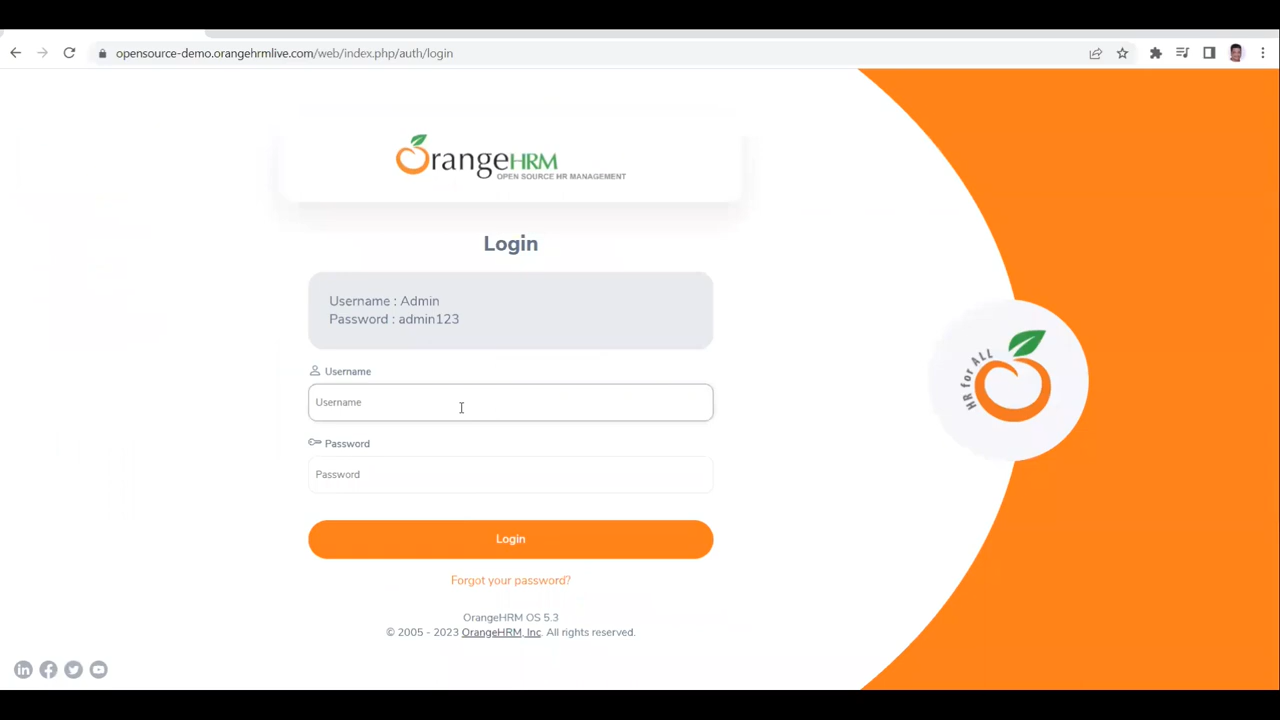 opensource-demo.orangehrmlive.com/web/index.php/auth/login
OrangeHRM
OPEN SOURCE HR MANAGEMENT
Login
Username : Admin
Password : admin123
Username
Username
Password
Password
Login
Forgot your password?
OrangeHRM OS 5.3
© 2005 - 2023 OrangeHRM, Inc. All rights reserved.
HR for ALL